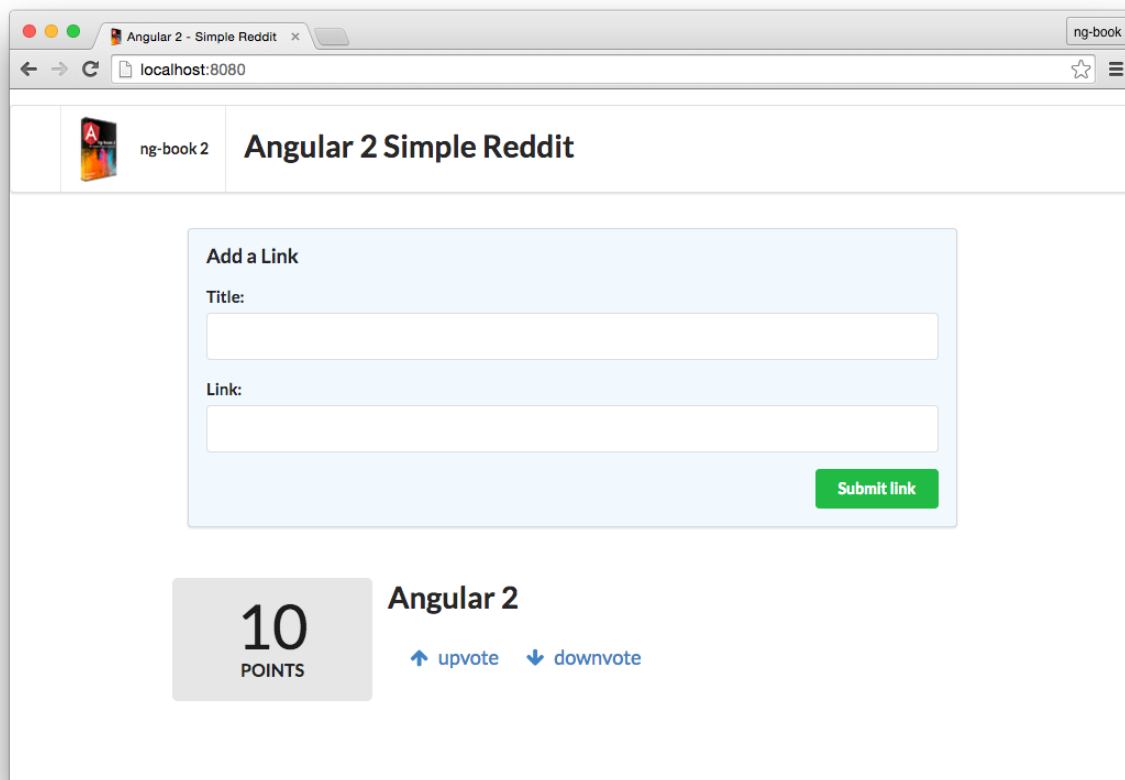 Angular 2 - Simple Reddit
ng-book
localhost:8080
ng-book 2
Angular 2 Simple Reddit
Add a Link
Title:
Link:
Submit link
10
POINTS
Angular 2
upvote downvote